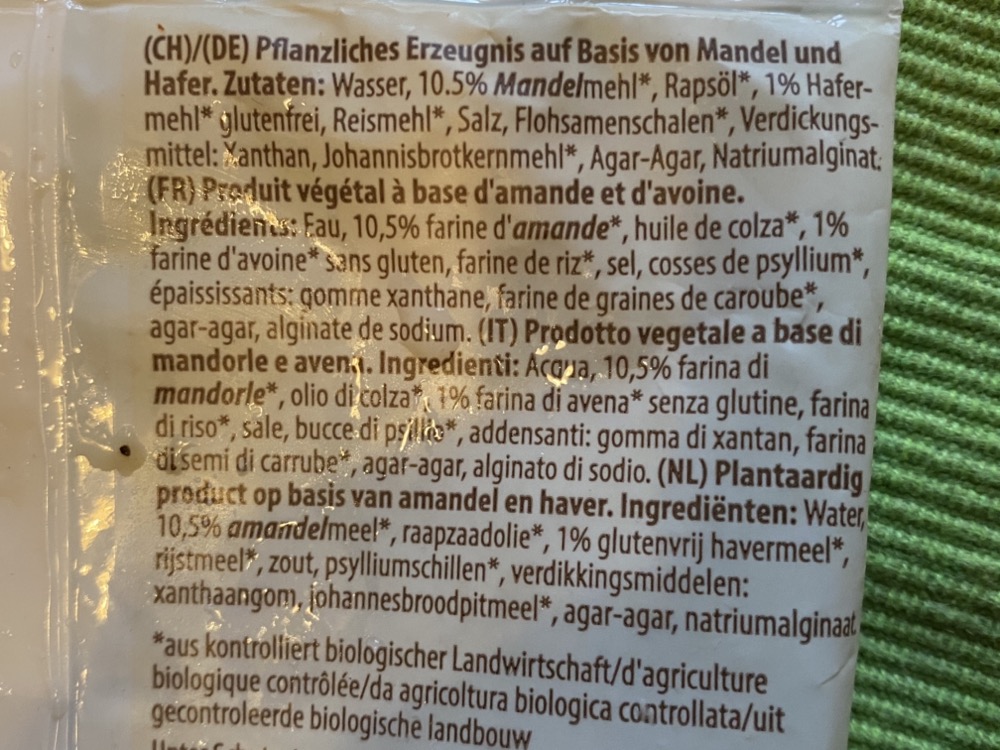 (CH)/(DE) Pflanzliches Erzeugnis auf Basis von Mandel und
Hafer. Zutaten: Wasser, 10.5% Mandelmehl*, Rapsöl*, 1% Hafer-
mehl* glutenfrei, Reismehl*, Salz, Flohsamenschalen*, Verdickungs-
mittel: Xanthan, Johannisbrotkernmehl*, Agar-Agar, Natriumalginat.
(FR) Produit végétal à base d'amande et d'avoine.
Ingrédients: Eau, 10,5% farine d'amande*, huile de colza*, 1%
farine d'avoine* sans gluten, farine de riz*, sel, cosses de psyllium*,
épaississants: gomme xanthane, farine de graines de caroube*,
agar-agar, alginate de sodium. (IT) Prodotto vegetale a base di
mandorle e avena. Ingredienti: Acqua, 10,5% farina di
mandorle*, olio di colza*, 1% farina di avena* senza glutine, farina
di riso*, sale, bucce di psillio*, addensanti: gomma di xantan, farina
di semi di carrube*, agar-agar, alginato di sodio. (NL) Plantaardig
product op basis van amandel en haver. Ingrediënten: Water,
10,5% amandelmeel*, raapzaadolie*, 1% glutenvrij havermeel*,
rijstmeel*, zout, psylliumschillen*, verdikkingsmiddelen:
xanthaangom, johannesbroodpitmeel*, agar-agar, natriumalginaat.
*aus kontrolliert biologischer Landwirtschaft/d'agriculture
biologique contrôlée/da agricoltura biologica controllata/uit
gecontroleerde biologische landbouw